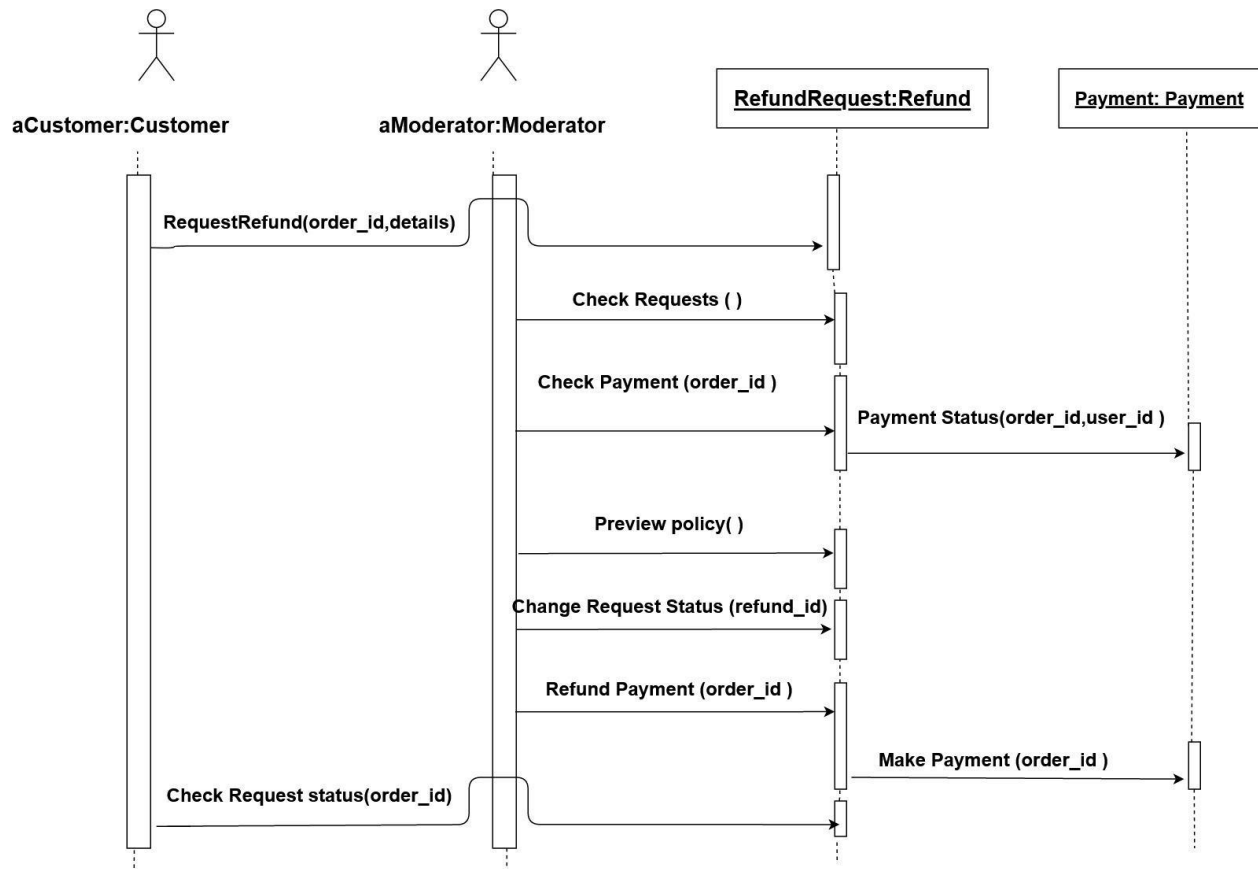 aCustomer:Customer
aModerator:Moderator
RefundRequest:Refund
Payment: Payment
RequestRefund(order_id,details)
Check Requests ( )
Check Payment (order_id )
Payment Status(order_id,user_id )
Preview policy( )
Change Request Status (refund_id)
Refund Payment (order_id )
Make Payment (order_id )
Check Request status(order_id)